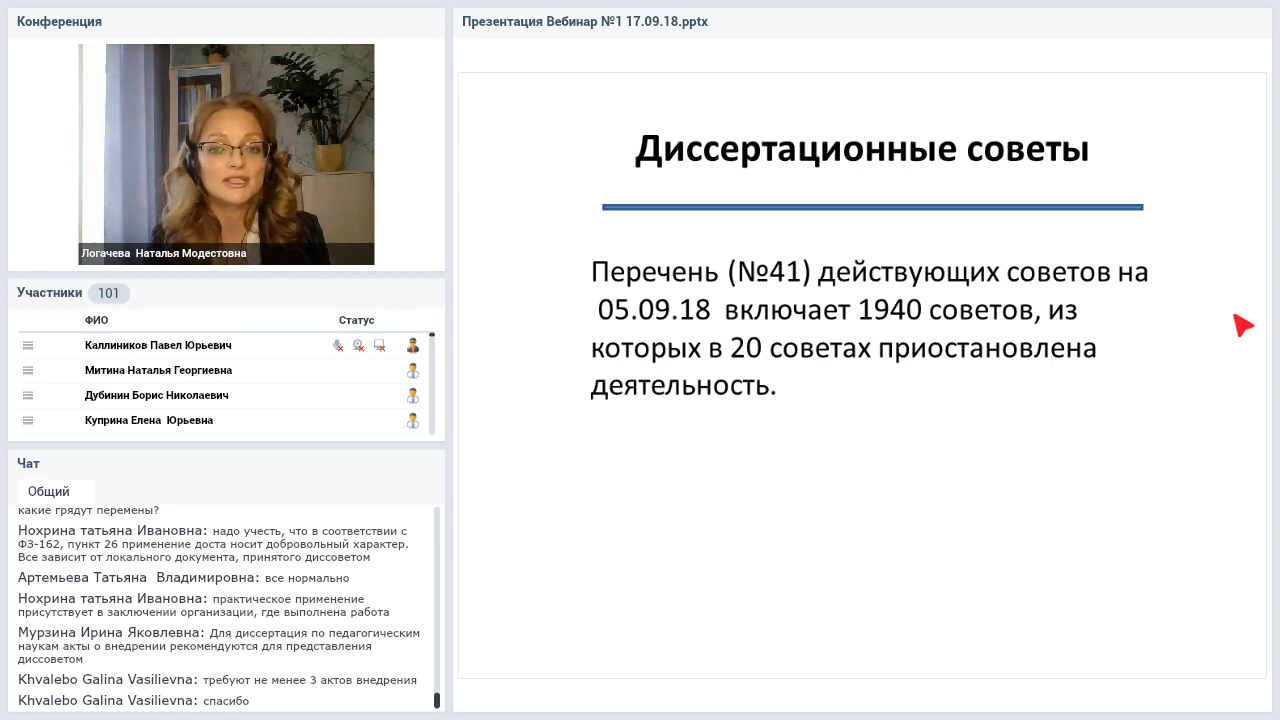 Конференция
Логачева  Наталья Модестовна
Участники 101
ФИО Статус
Каллиников Павел Юрьевич
Митина Наталья Георгиевна
Дубинин Борис Николаевич
Куприна Елена  Юрьевна
Чат
Общий
какие грядут перемены?
Нохрина татьяна Ивановна: надо учесть, что в соответствии с
ФЗ-162, пункт 26 применение доста носит добровольный характер.
Все зависит от локального документа, принятого диссоветом
Артемьева Татьяна  Владимировна: все нормально
Нохрина татьяна Ивановна: практическое применение
присутствует в заключении организации, где выполнена работа
Мурзина Ирина Яковлевна: Для диссертация по педагогическим
наукам акты о внедрении рекомендуются для представления
диссоветом
Khvalebo Galina Vasilievna: требуют не менее 3 актов внедрения
Khvalebo Galina Vasilievna: спасибо
Презентация Вебинар №1 17.09.18.pptx
Диссертационные советы
Перечень (№41) действующих советов на
05.09.18  включает 1940 советов, из
которых в 20 советах приостановлена
деятельность.